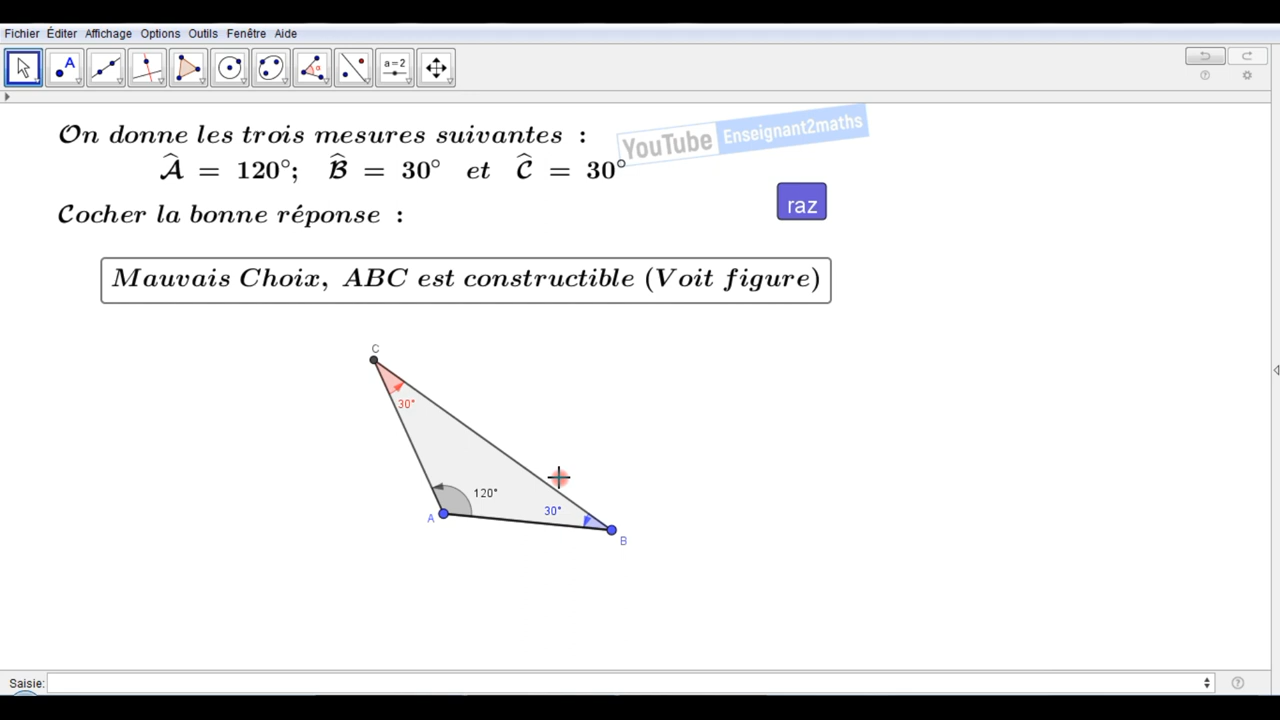 Fichier Éditer Affichage Options Outils Fenêtre Aide
A
a=2
On donne les trois mesures suivantes :
YouTube Enseignant2maths
Â = 120°; B̂ = 30° et Ĉ = 30°
raz
Cocher la bonne réponse :
Mauvais Choix, ABC est constructible (Voit figure)
C
30°
120°
30°
A
B
Saisie: